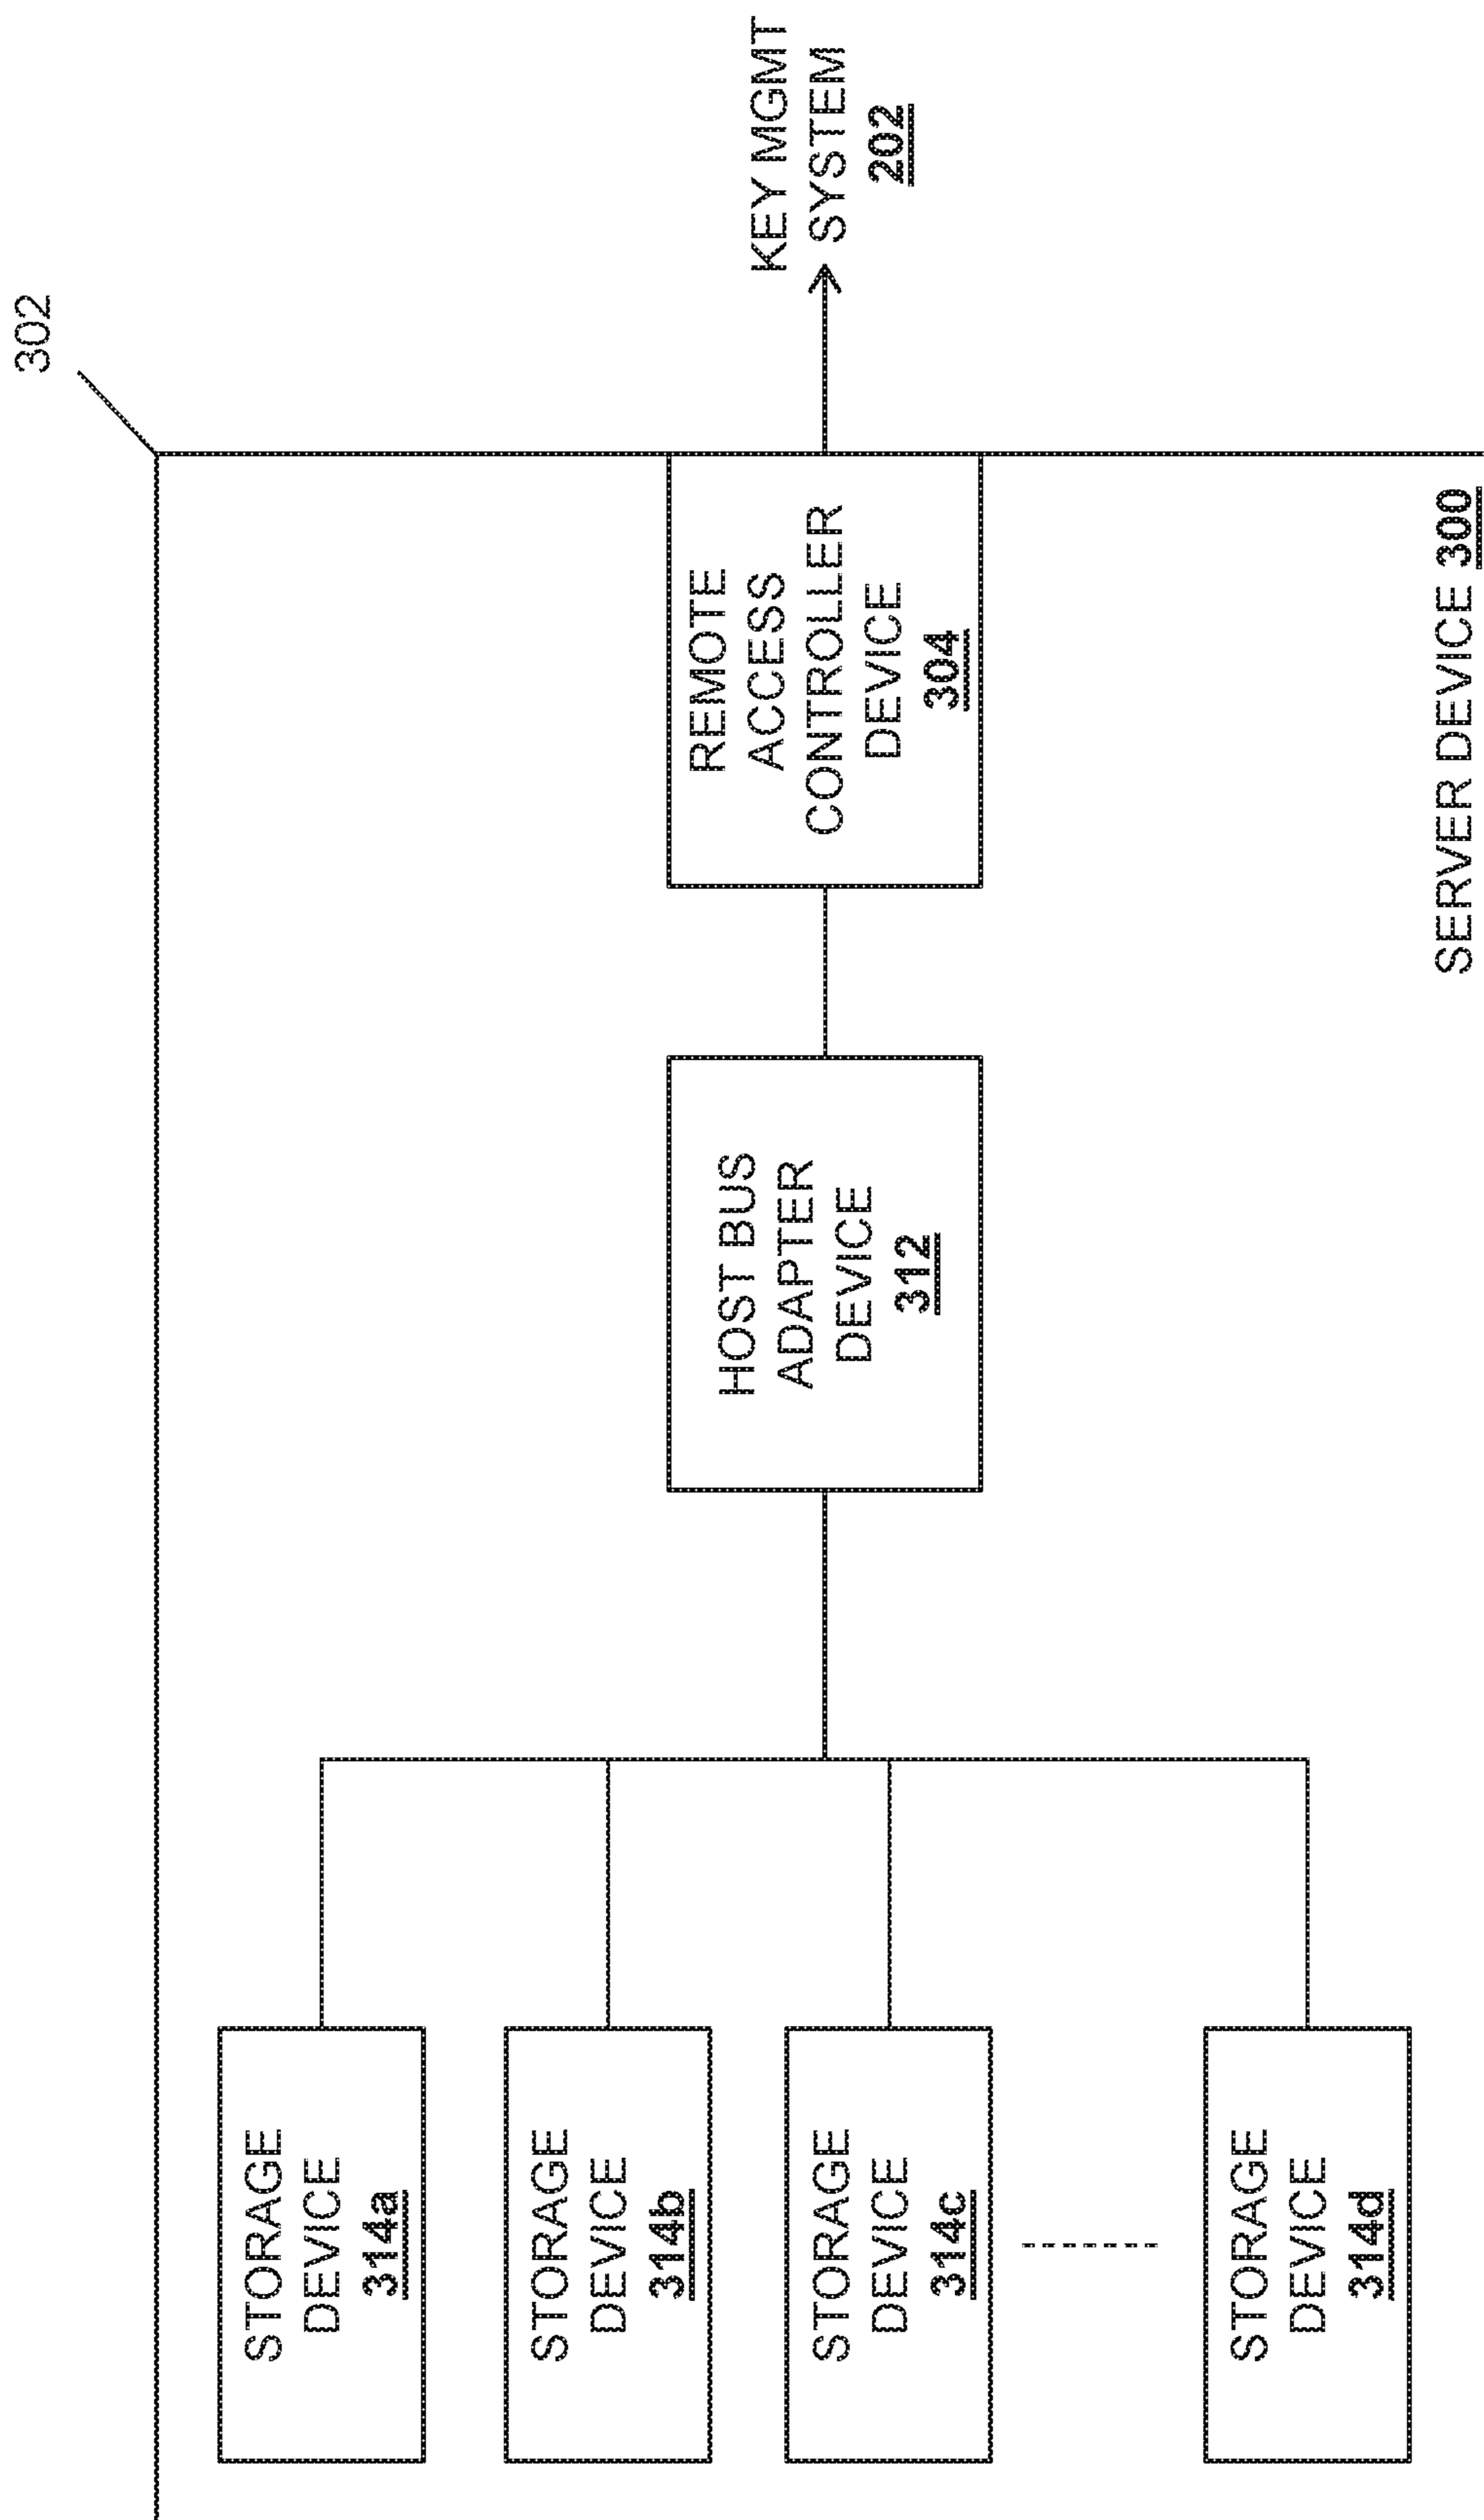 302
STORAGE
DEVICE
314a
STORAGE
DEVICE
314b
STORAGE
DEVICE
314c
STORAGE
DEVICE
314d
HOST BUS
ADAPTER
DEVICE
312
REMOTE
ACCESS
CONTROLLER
DEVICE
304
KEY MGMT
SYSTEM
202
SERVER DEVICE 300